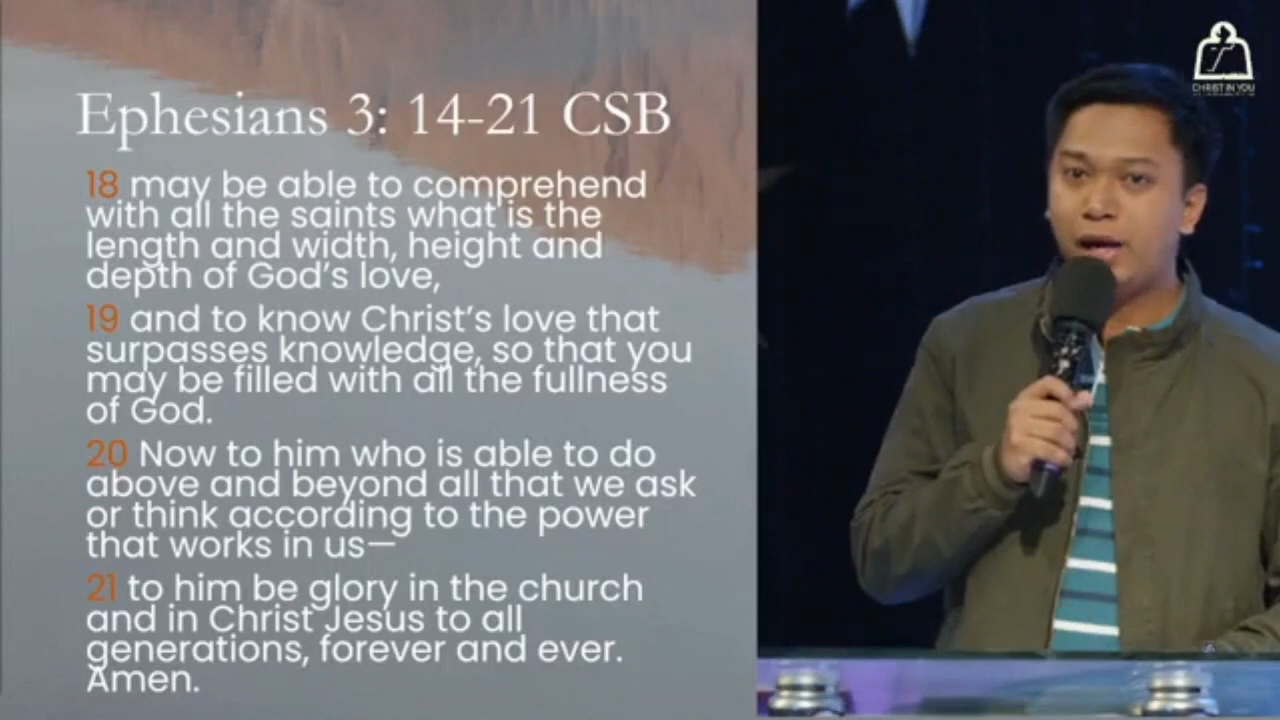 Ephesians 3: 14-21 CSB
18 may be able to comprehend
with all the saints what is the
length and width, height and
depth of God's love,
19 and to know Christ's love that
surpasses knowledge, so that you
may be filled with all the fullness
of God.
20 Now to him who is able to do
above and beyond all that we ask
or think according to the power
that works in us—
21 to him be glory in the church
and in Christ Jesus to all
generations, forever and ever.
Amen.
CHRIST IN YOU